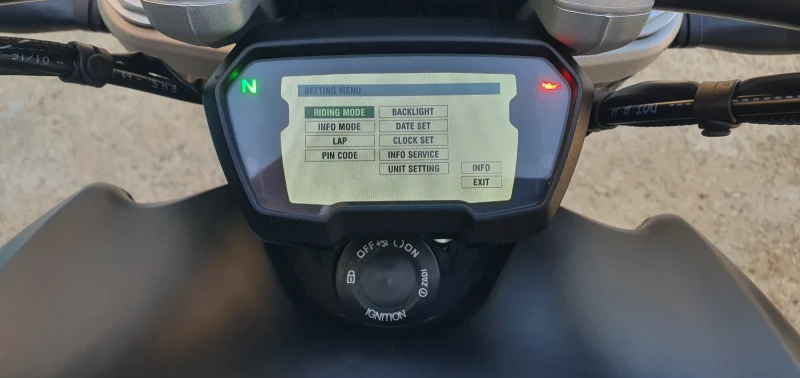 N
SETTING MENU
RIDING MODE
INFO MODE
LAP
PIN CODE
BACKLIGHT
DATE SET
CLOCK SET
INFO SERVICE
UNIT SETTING
INFO
EXIT
OFF
ON
ZADI
IGNITION